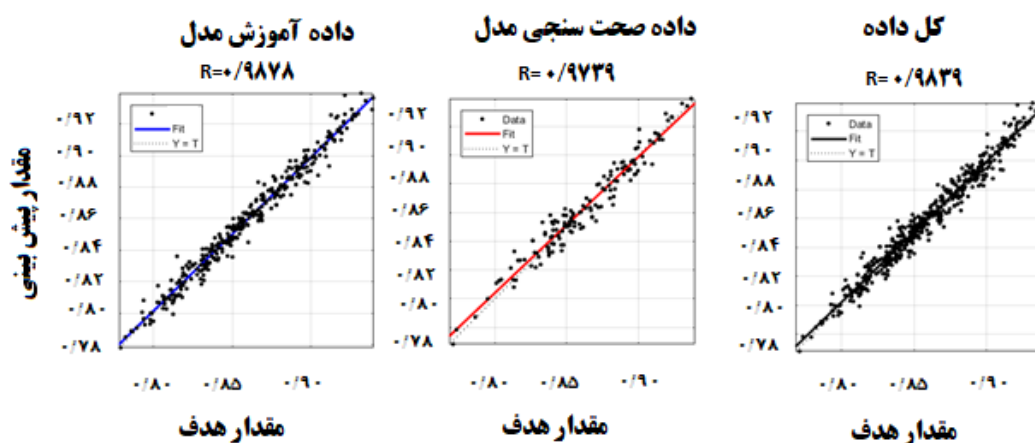 داده آموزش مدل
R=۰/۹۸۷۸
Fit
Y = T
۰/۹۲
۰/۹۰
۰/۸۸
۰/۸۶
۰/۸۴
۰/۸۲
۰/۸۰
۰/۷۸
مقدار پیش بینی
۰/۸۰ ۰/۸۵ ۰/۹۰
مقدار هدف
داده صحت سنجی مدل
R= ۰/۹۷۳۹
Data
Fit
Y = T
۰/۹۲
۰/۹۰
۰/۸۸
۰/۸۶
۰/۸۴
۰/۸۲
۰/۸۰
۰/۷۸
۰/۸۰ ۰/۸۵ ۰/۹۰
مقدار هدف
کل داده
R= ۰/۹۸۳۹
Data
Fit
Y = T
۰/۹۲
۰/۹۰
۰/۸۸
۰/۸۶
۰/۸۴
۰/۸۲
۰/۸۰
۰/۷۸
۰/۸۰ ۰/۸۵ ۰/۹۰
مقدار هدف